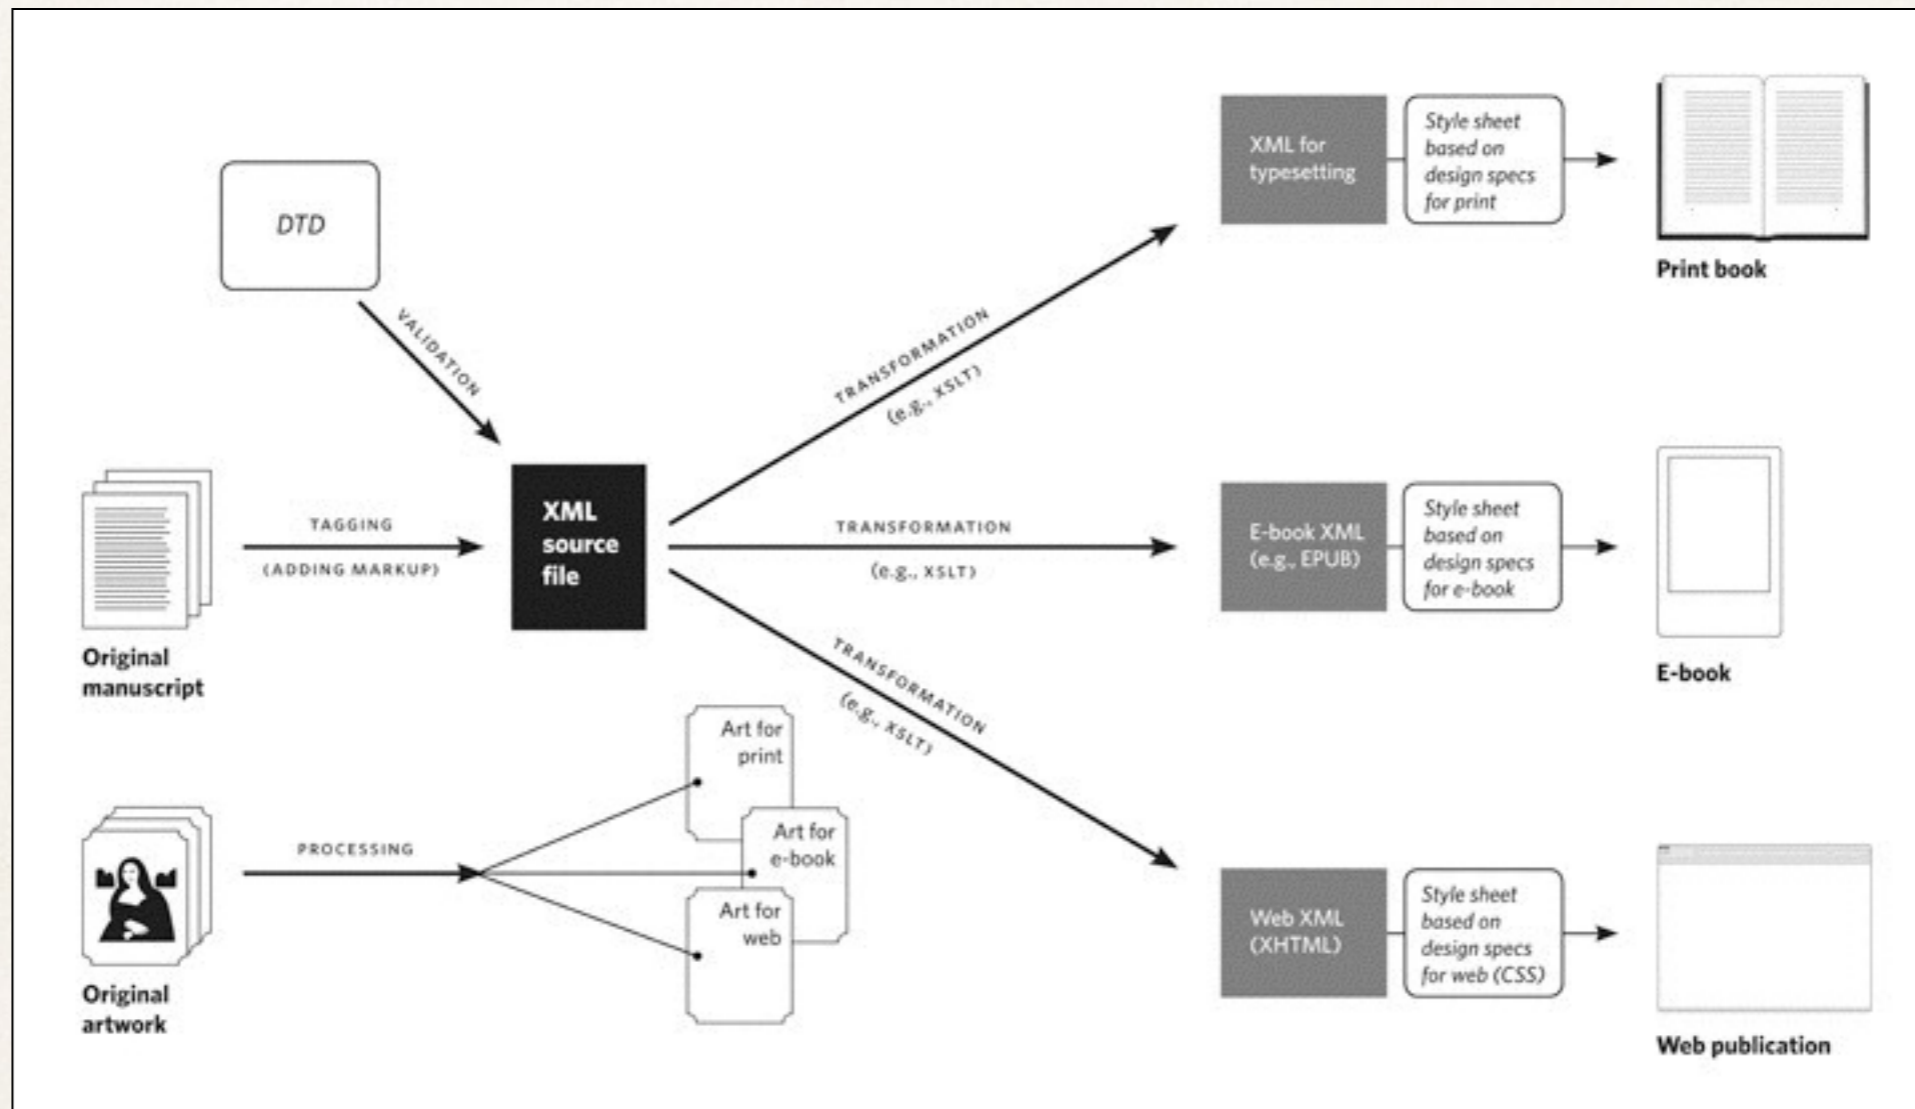 DTD
VALIDATION
TAGGING
(ADDING MARKUP)
Original
manuscript
XML
source
file
TRANSFORMATION
(e.g., XSLT)
XML for
typesetting
Style sheet
based on
design specs
for print
Print book
TRANSFORMATION
(e.g., XSLT)
E-book XML
(e.g., EPUB)
Style sheet
based on
design specs
for e-book
E-book
TRANSFORMATION
(e.g., XSLT)
Web XML
(XHTML)
Style sheet
based on
design specs
for web (CSS)
Web publication
PROCESSING
Original
artwork
Art for
print
Art for
e-book
Art for
web